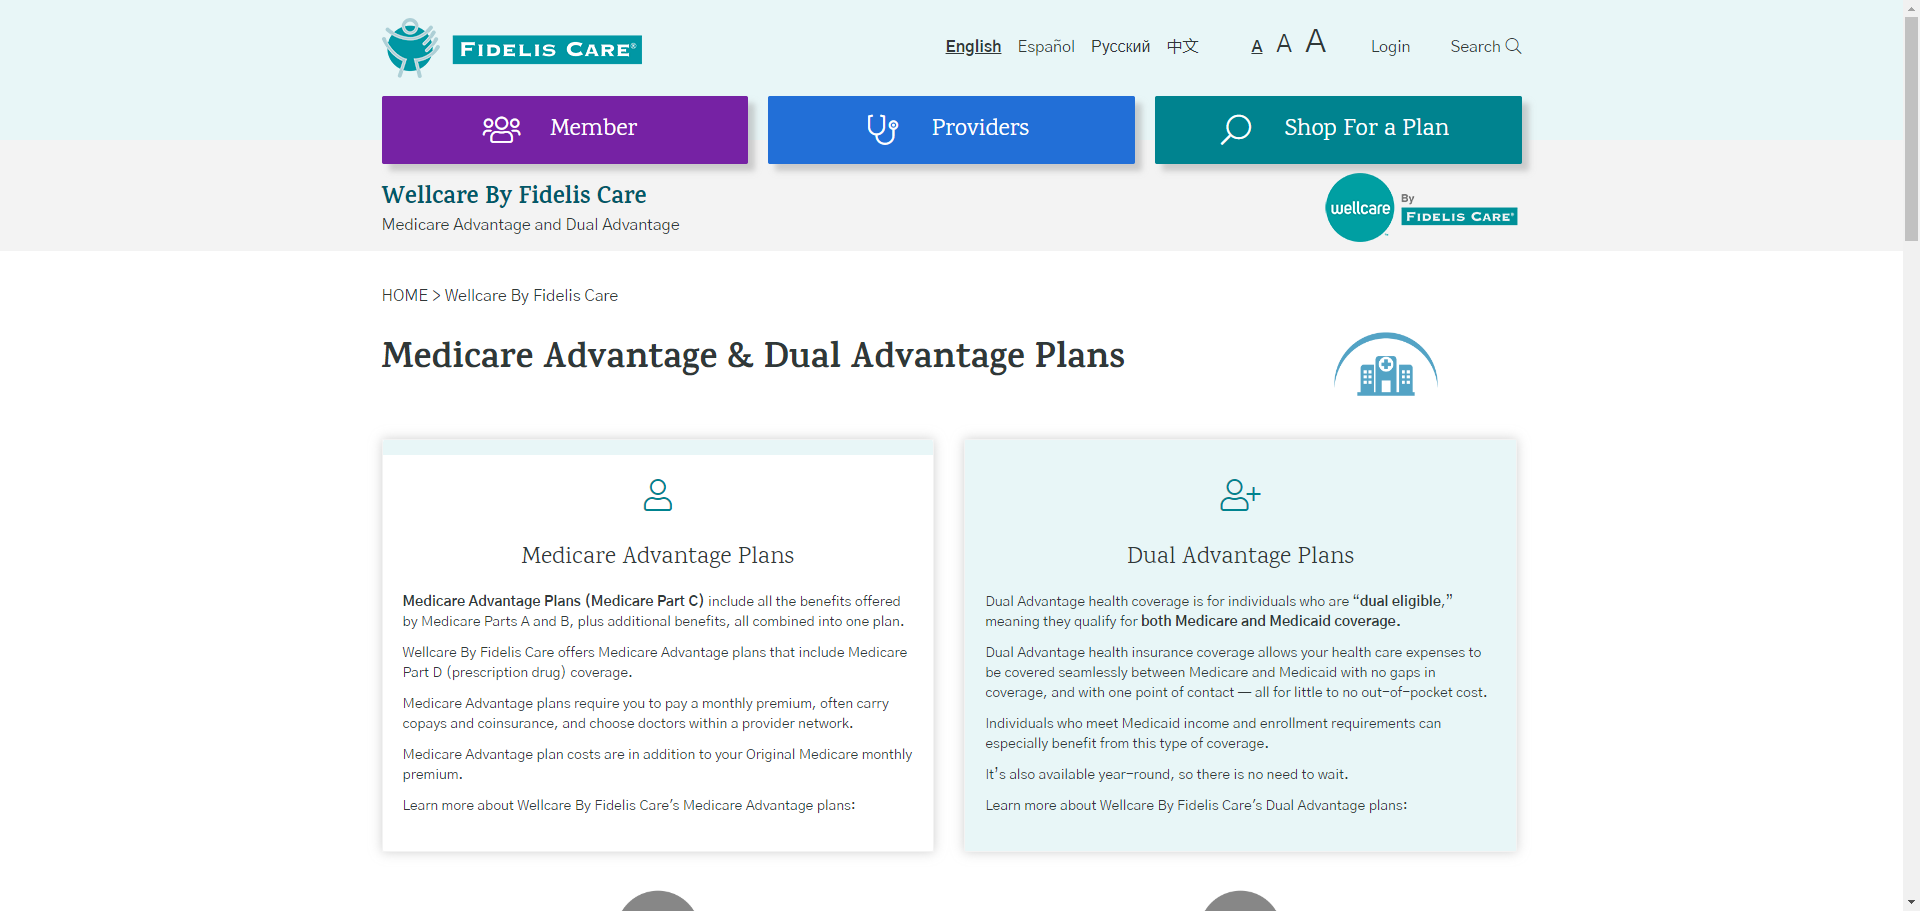 FIDELIS CARE®
English Español Русский 中文 A A A Login Search
Member
Providers
Shop For a Plan
Wellcare By Fidelis Care
Medicare Advantage and Dual Advantage
wellcare™ By
FIDELIS CARE®
HOME > Wellcare By Fidelis Care
Medicare Advantage & Dual Advantage Plans
Medicare Advantage Plans
Medicare Advantage Plans (Medicare Part C) include all the benefits offered
by Medicare Parts A and B, plus additional benefits, all combined into one plan.
Wellcare By Fidelis Care offers Medicare Advantage plans that include Medicare
Part D (prescription drug) coverage.
Medicare Advantage plans require you to pay a monthly premium, often carry
copays and coinsurance, and choose doctors within a provider network.
Medicare Advantage plan costs are in addition to your Original Medicare monthly
premium.
Learn more about Wellcare By Fidelis Care's Medicare Advantage plans:
Dual Advantage Plans
Dual Advantage health coverage is for individuals who are “dual eligible,”
meaning they qualify for both Medicare and Medicaid coverage.
Dual Advantage health insurance coverage allows your health care expenses to
be covered seamlessly between Medicare and Medicaid with no gaps in
coverage, and with one point of contact — all for little to no out-of-pocket cost.
Individuals who meet Medicaid income and enrollment requirements can
especially benefit from this type of coverage.
It’s also available year-round, so there is no need to wait.
Learn more about Wellcare By Fidelis Care's Dual Advantage plans: